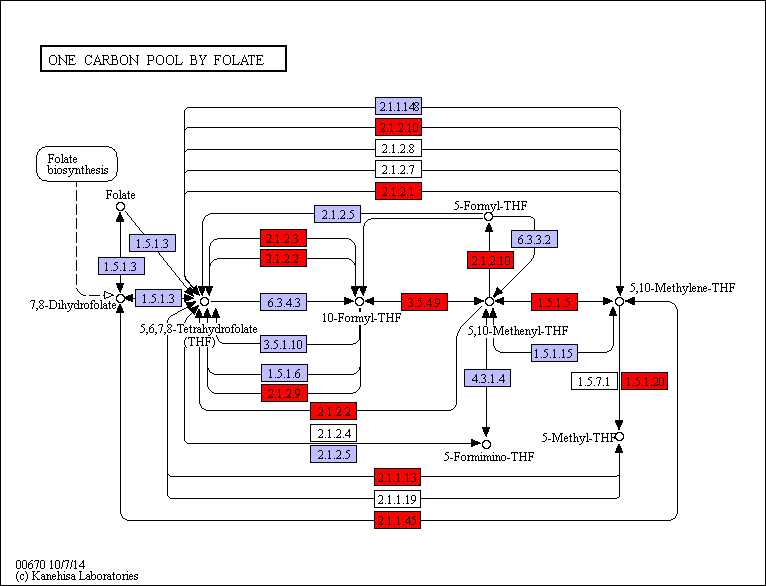 ONE CARBON POOL BY FOLATE
2.1.1.148
2.1.2.10
2.1.2.8
2.1.2.7
2.1.2.1
Folate
biosynthesis
Folate
5-Formyl-THF
2.1.2.5
6.3.3.2
2.1.2.3
1.5.1.3
2.1.2.2
2.1.2.10
1.5.1.3
5,10-Methylene-THF
1.5.1.3
7,8-Dihydrofolate
6.3.4.3
3.5.4.9
1.5.1.5
10-Formyl-THF
5,6,7,8-Tetrahydrofolate
(THF)
5,10-Methenyl-THF
3.5.1.10
1.5.1.15
1.5.1.6
4.3.1.4
1.5.7.1
1.5.1.20
2.1.2.9
2.1.2.2
2.1.2.4
5-Methyl-THF
2.1.2.5
5-Formimino-THF
2.1.1.13
2.1.1.19
2.1.1.45
00670 10/7/14
(c) Kanehisa Laboratories